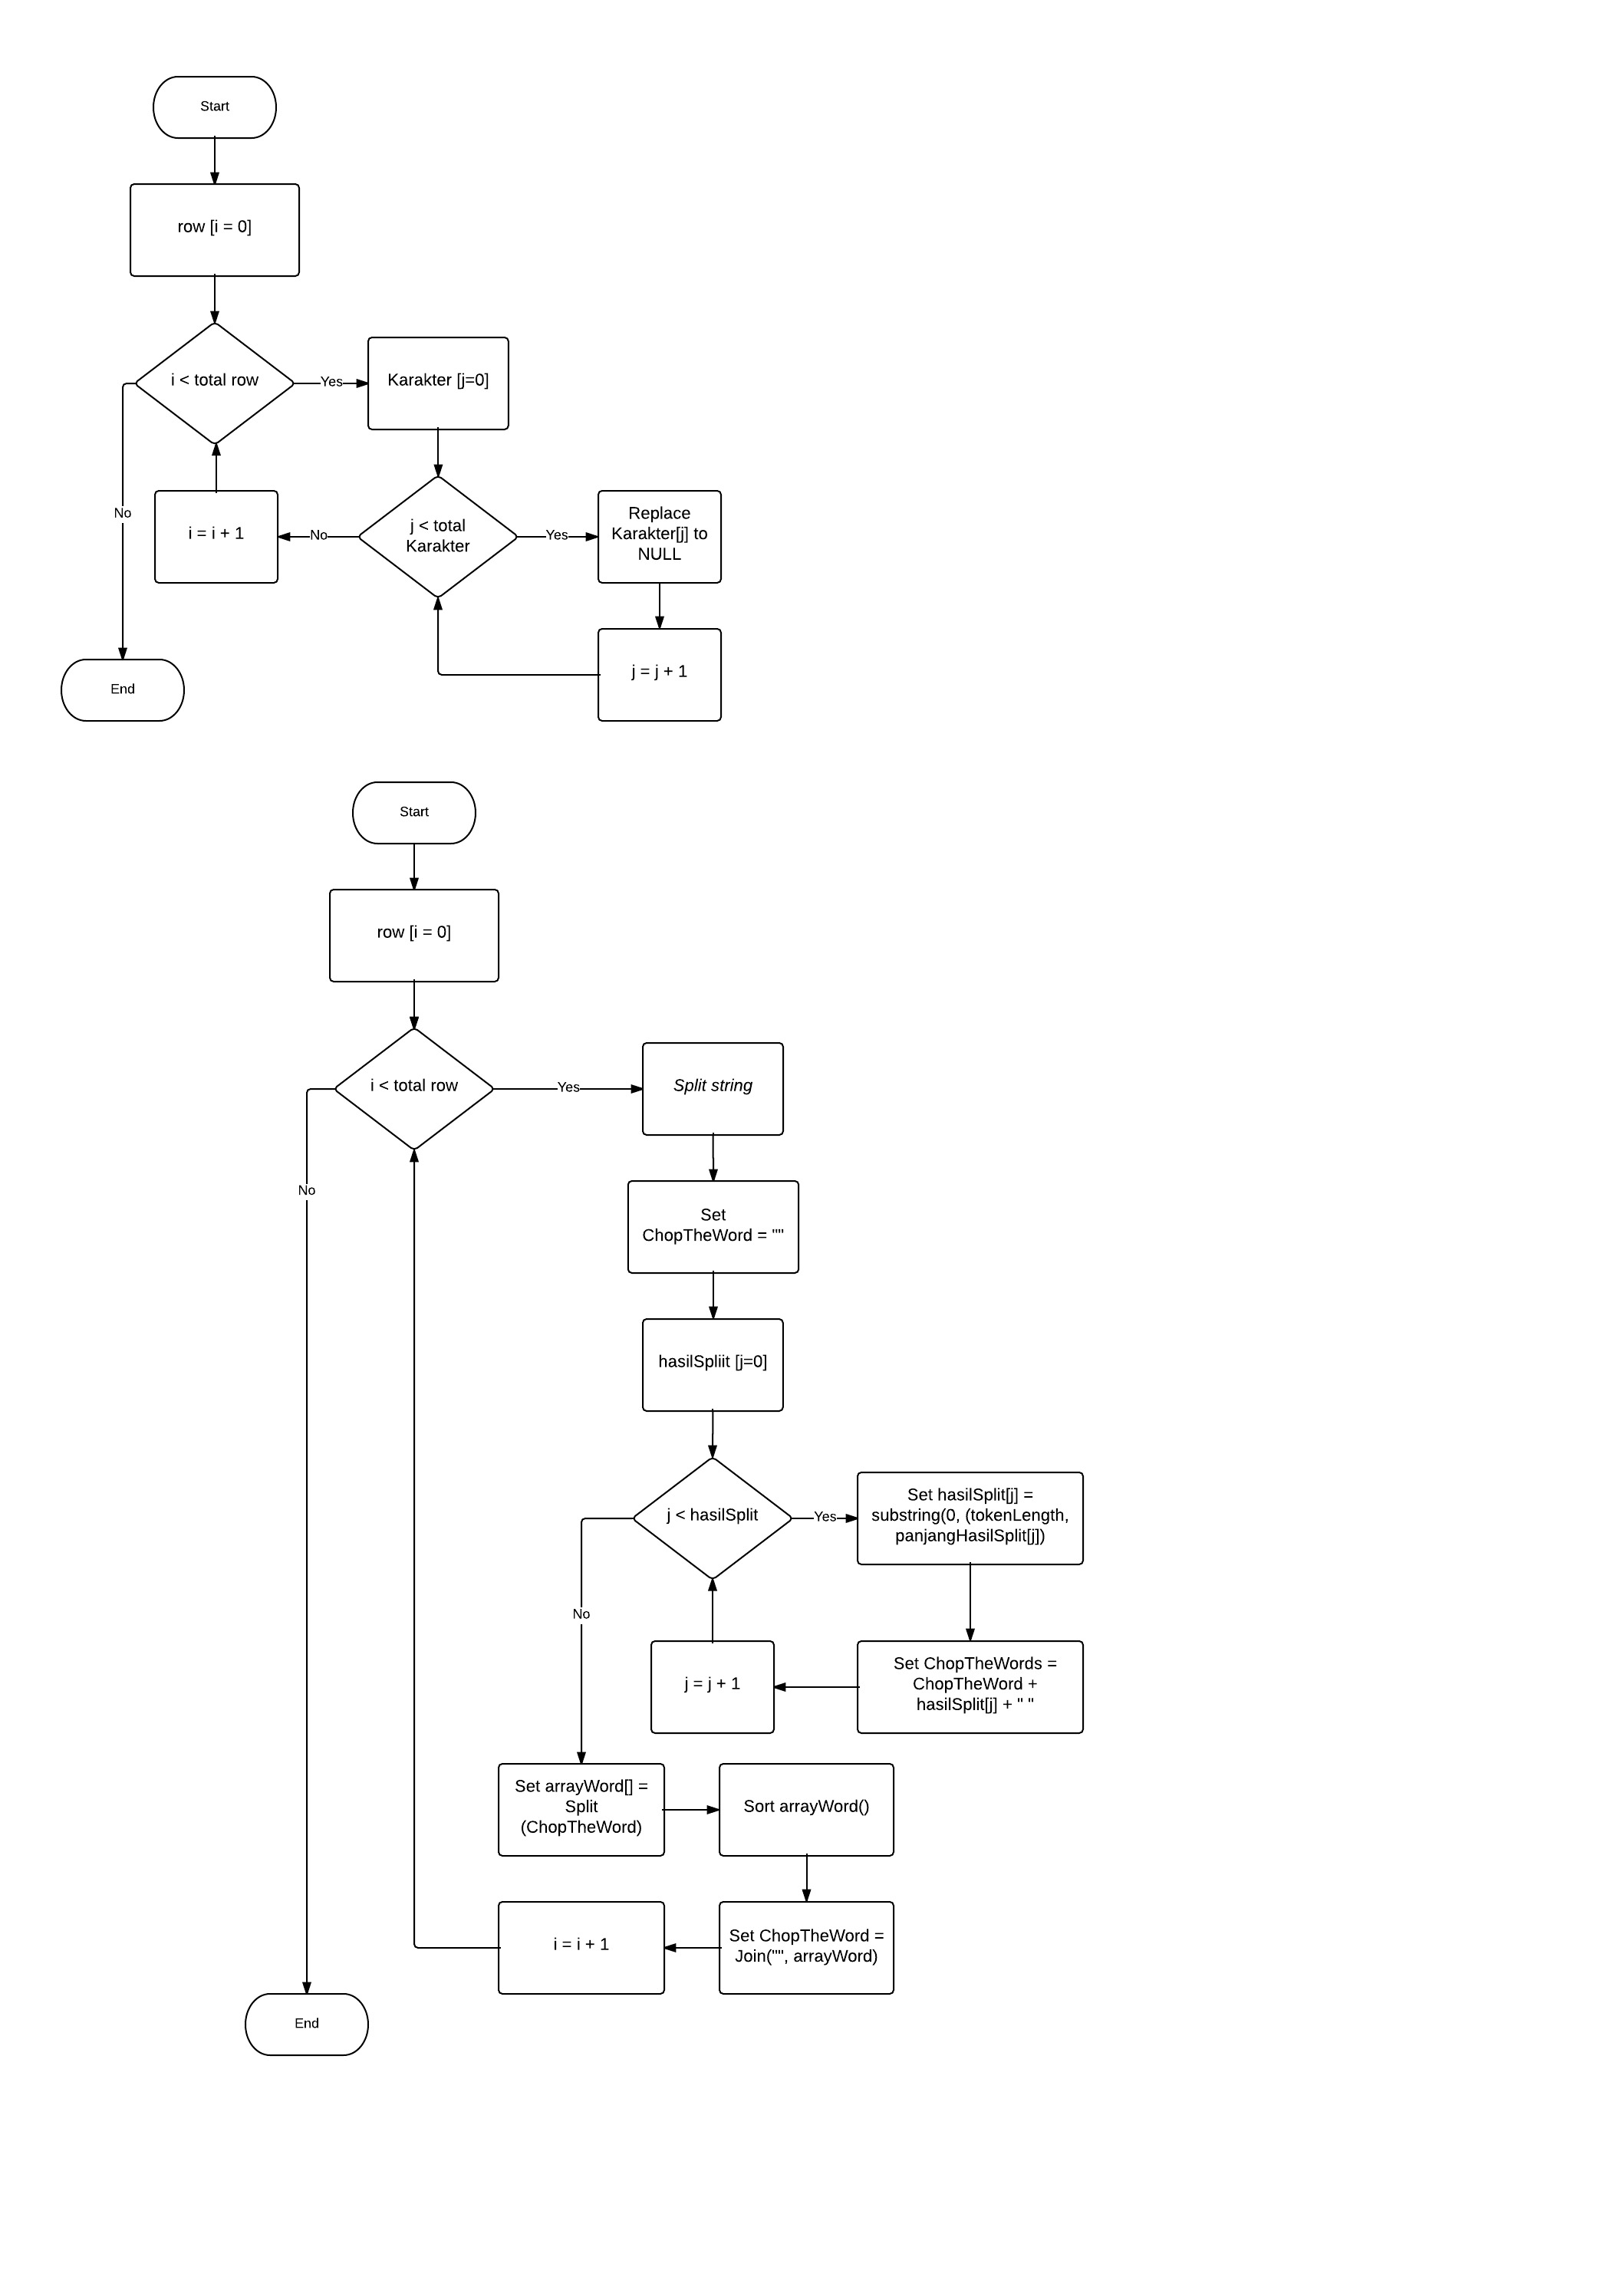 Start
row [i = 0]
i < total row
Yes
Karakter [j=0]
No
i = i + 1
No
j < total
Karakter
Yes
Replace
Karakter[j] to
NULL
j = j + 1
End
Start
row [i = 0]
i < total row
Yes
Split string
No
Set
ChopTheWord = ""
hasilSpliit [j=0]
j < hasilSplit
Yes
Set hasilSplit[j] =
substring(0, (tokenLength,
panjangHasilSplit[j])
No
j = j + 1
Set ChopTheWords =
ChopTheWord +
hasilSplit[j] + " "
Set arrayWord[] =
Split
(ChopTheWord)
Sort arrayWord()
i = i + 1
Set ChopTheWord =
Join("", arrayWord)
End